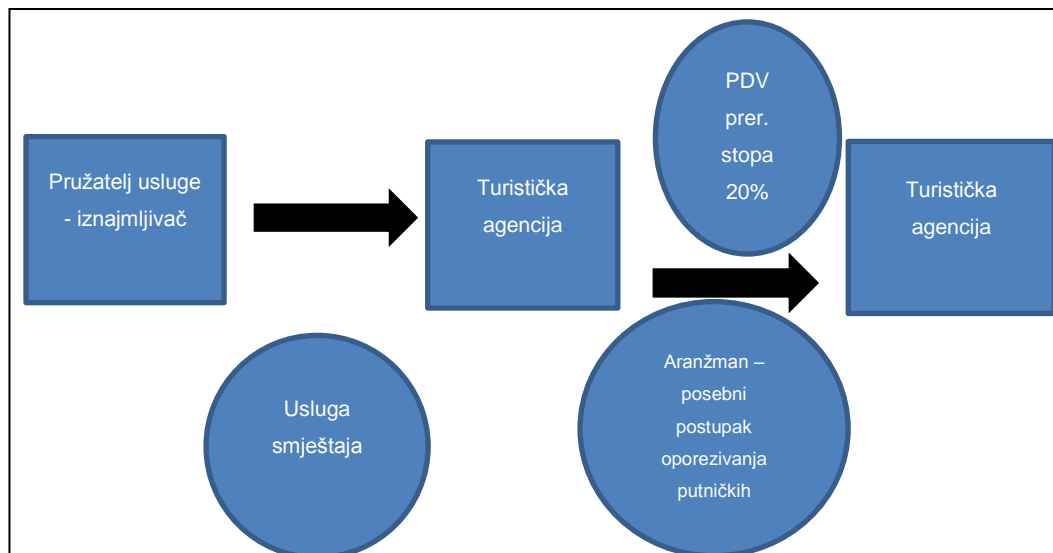 Pružatelj usluge
- iznajmljivač
Turistička
agencija
PDV
prer.
stopa
20%
Turistička
agencija
Usluga
smještaja
Aranžman –
posebni
postupak
oporezivanja
putničkih